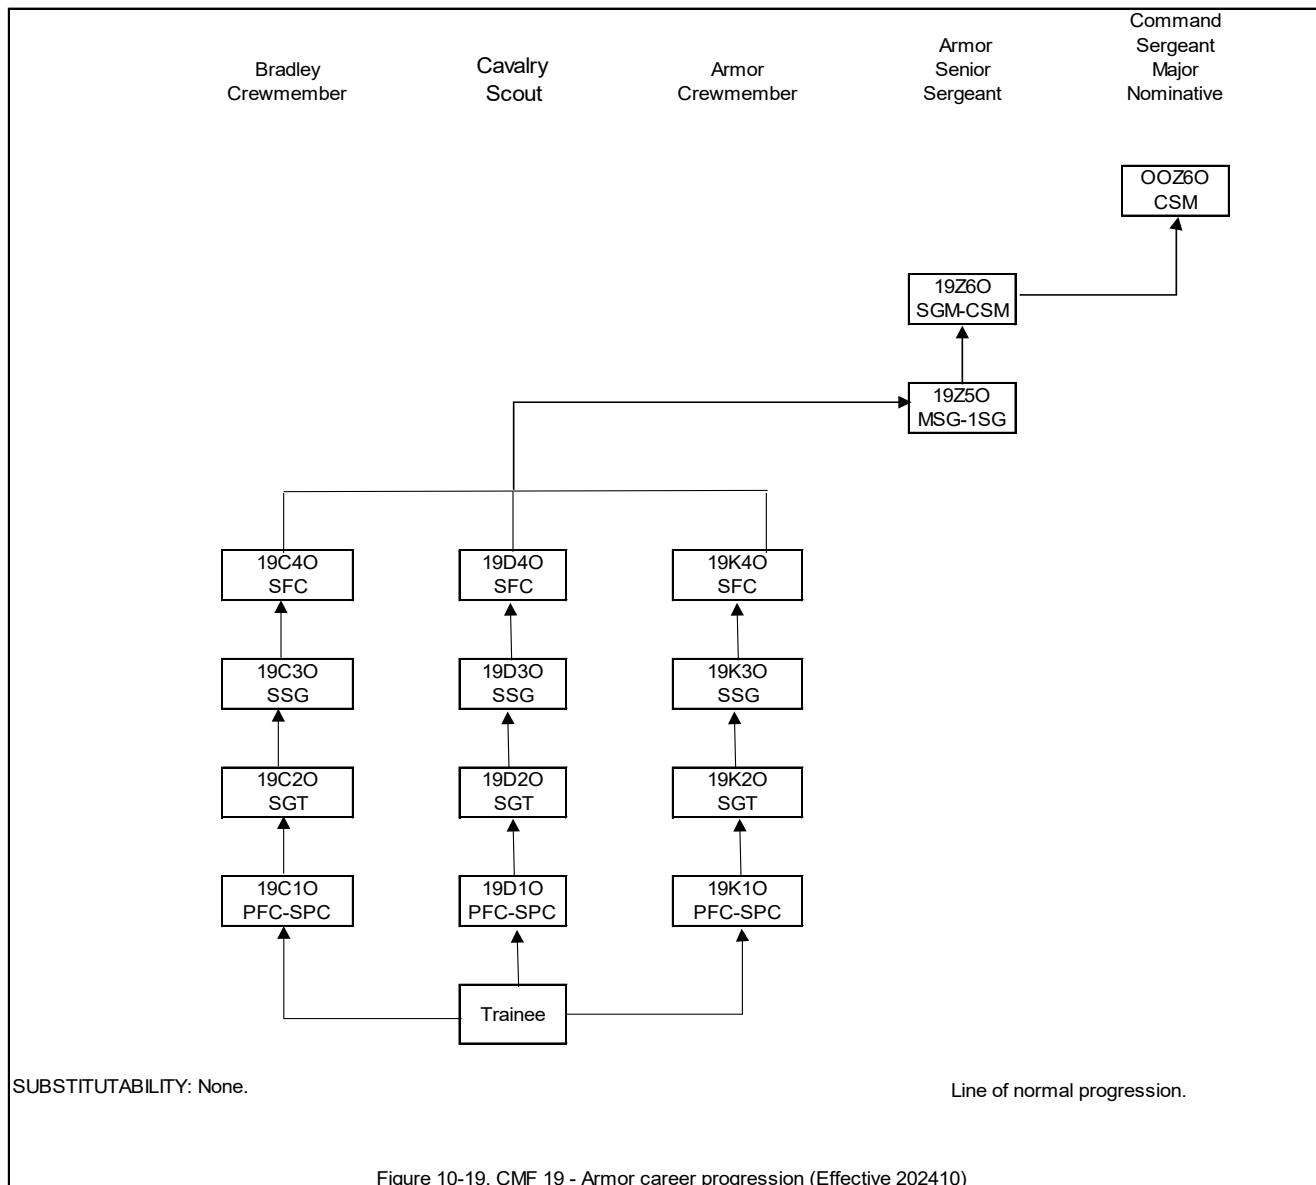 Bradley
Crewmember
Cavalry
Scout
Armor
Crewmember
Armor
Senior
Sergeant
Command
Sergeant
Major
Nominative
OOZ6O
CSM
19Z6O
SGM-CSM
19Z5O
MSG-1SG
19C4O
SFC
19D4O
SFC
19K4O
SFC
19C3O
SSG
19D3O
SSG
19K3O
SSG
19C2O
SGT
19D2O
SGT
19K2O
SGT
19C1O
PFC-SPC
19D1O
PFC-SPC
19K1O
PFC-SPC
Trainee
SUBSTITUTABILITY: None.
Line of normal progression.
Figure 10-19. CMF 19 - Armor career progression (Effective 202410)